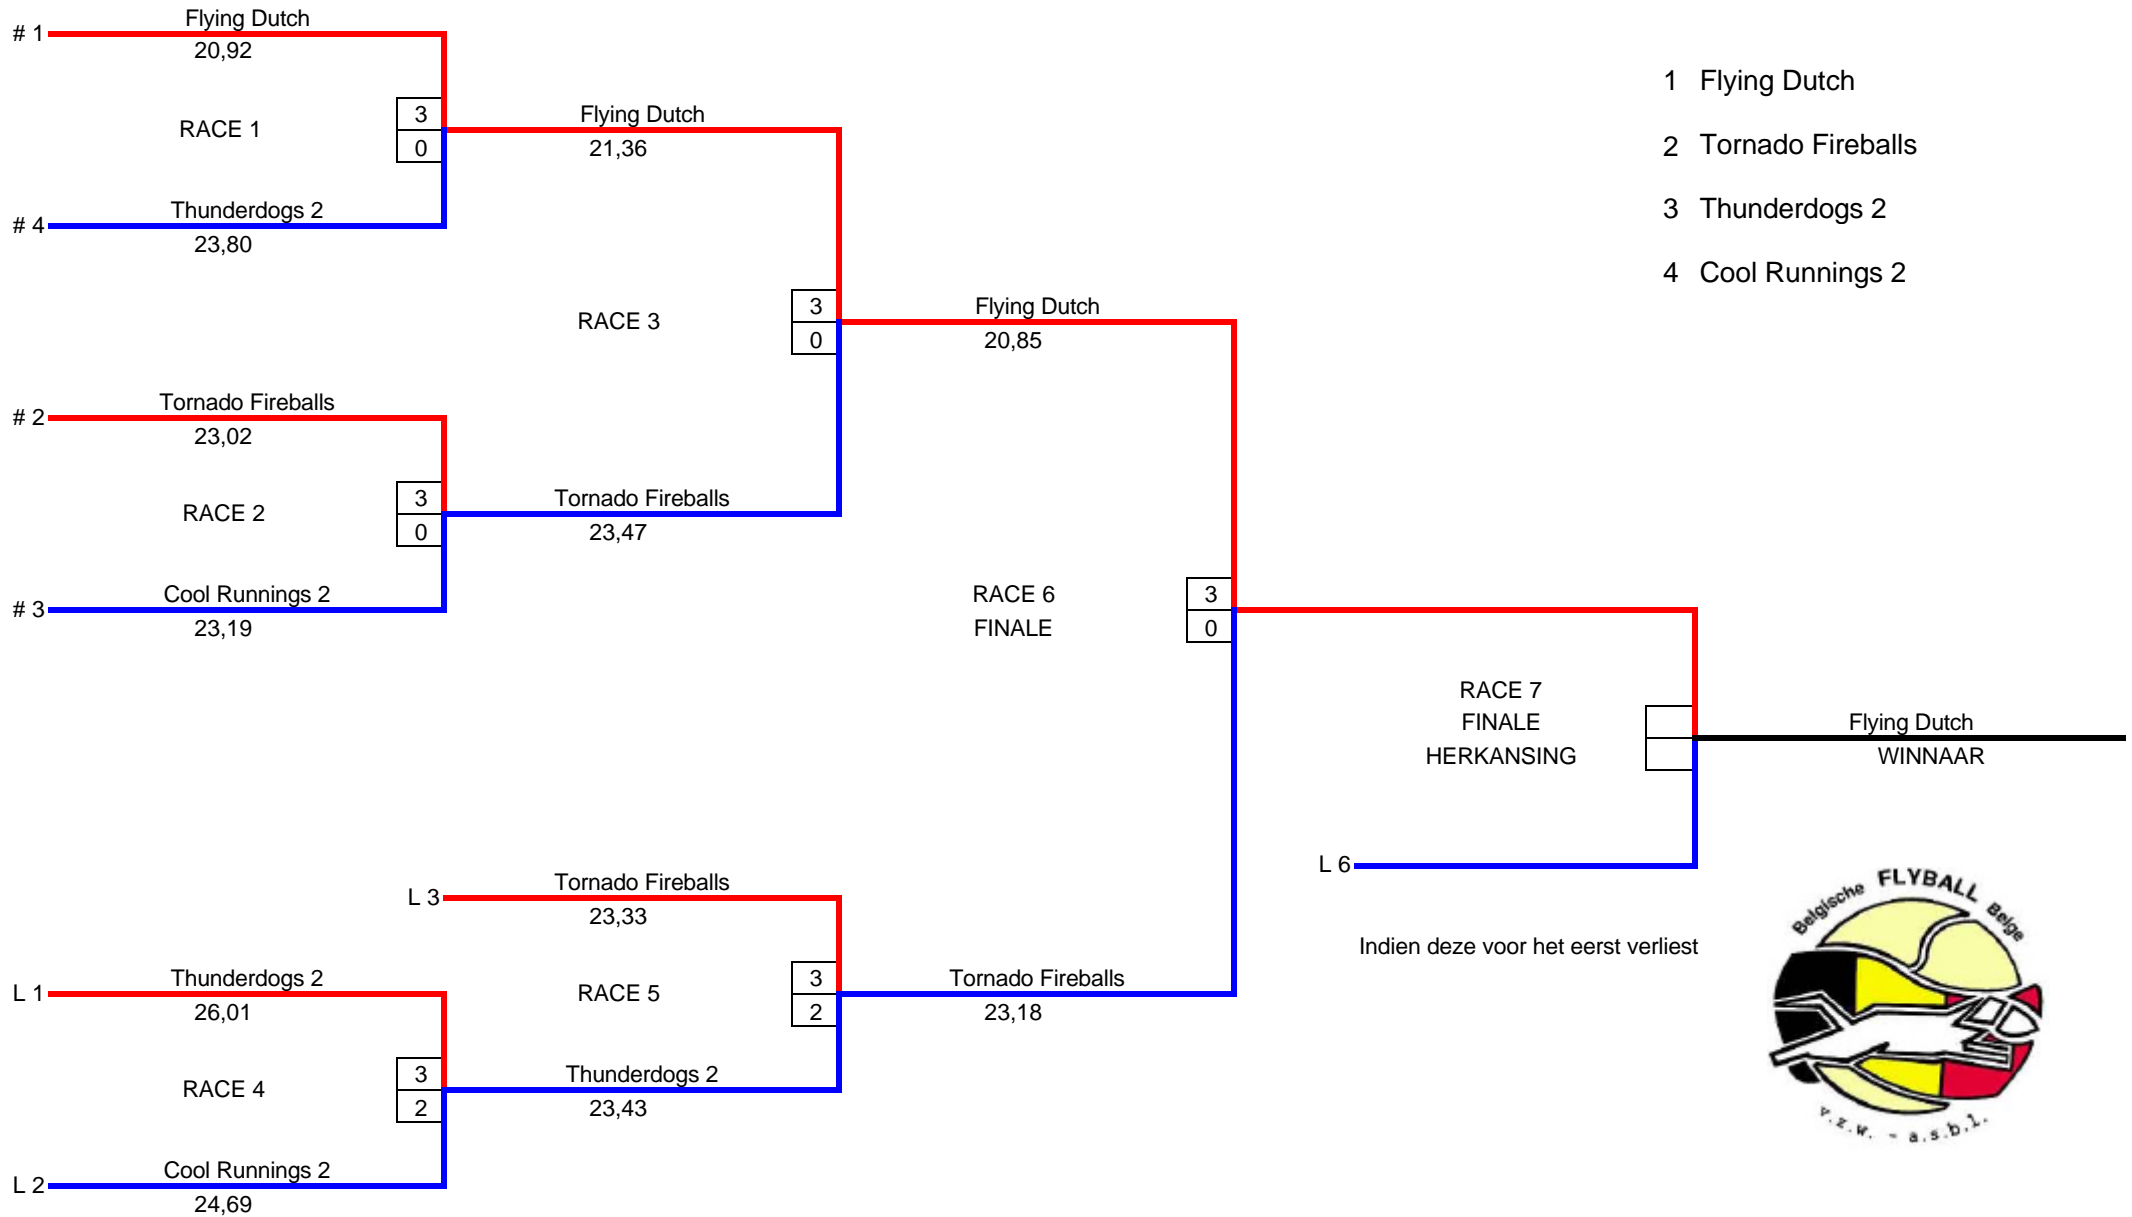 Flying Dutch
# 1
20,92
RACE 1
3
0
Thunderdogs 2
# 4
23,80
Flying Dutch
21,36
RACE 3
3
0
Tornado Fireballs
# 2
23,02
RACE 2
3
0
Cool Runnings 2
# 3
23,19
Tornado Fireballs
23,47
Flying Dutch
20,85
RACE 6
FINALE
3
0
1 Flying Dutch
2 Tornado Fireballs
3 Thunderdogs 2
4 Cool Runnings 2
RACE 7
FINALE
HERKANSING
Flying Dutch
WINNAAR
L 6
Indien deze voor het eerst verliest
L 3
Tornado Fireballs
23,33
RACE 5
3
2
Tornado Fireballs
23,18
Thunderdogs 2
L 1
26,01
RACE 4
3
2
Thunderdogs 2
23,43
Cool Runnings 2
L 2
24,69
Belgische FLYBALL Belge
v.z.w. - a.s.b.l.